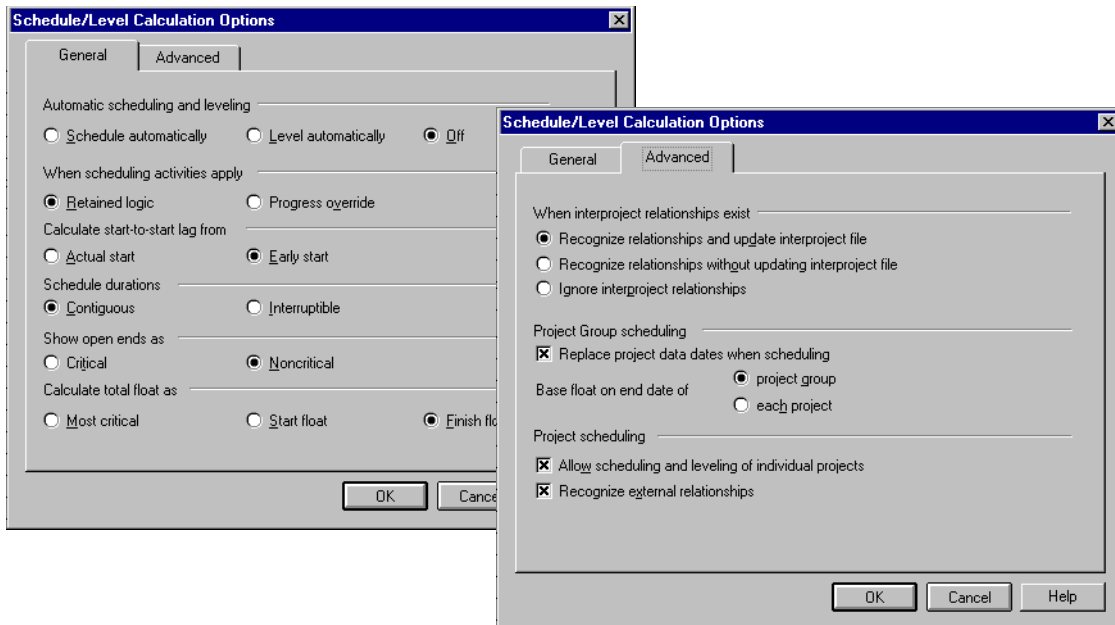 Schedule/Level Calculation Options
General Advanced
Automatic scheduling and leveling
Schedule automatically Level automatically Off
When scheduling activities apply
Retained logic Progress override
Calculate start-to-start lag from
Actual start Early start
Schedule durations
Contiguous Interruptible
Show open ends as
Critical Noncritical
Calculate total float as
Most critical Start float Finish
OK
Schedule/Level Calculation Options
General Advanced
When interproject relationships exist
Recognize relationships and update interproject file
Recognize relationships without updating interproject file
Ignore interproject relationships
Project Group scheduling
Replace project data dates when scheduling
Base float on end date of
project group
each project
Project scheduling
Allow scheduling and leveling of individual projects
Recognize external relationships
OK Cancel Help